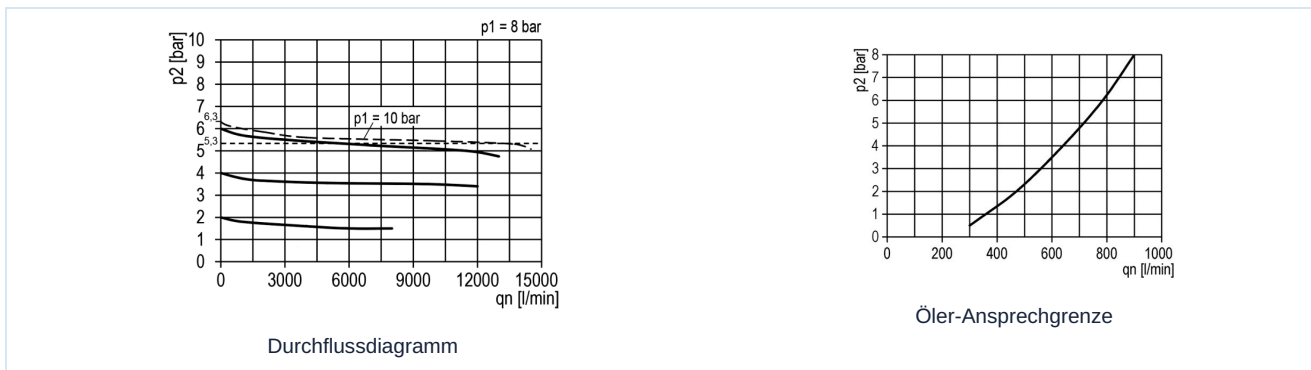 p1 = 8 bar
p2 [bar]
10
9
8
7
6,3
6
5,3
5
4
3
2
1
0
p1 = 10 bar
0 3000 6000 9000 12000 15000
qn [l/min]
Durchflussdiagramm
p2 [bar]
8
7
6
5
4
3
2
1
0
0 200 400 600 800 1000
qn [l/min]
Öler-Ansprechgrenze